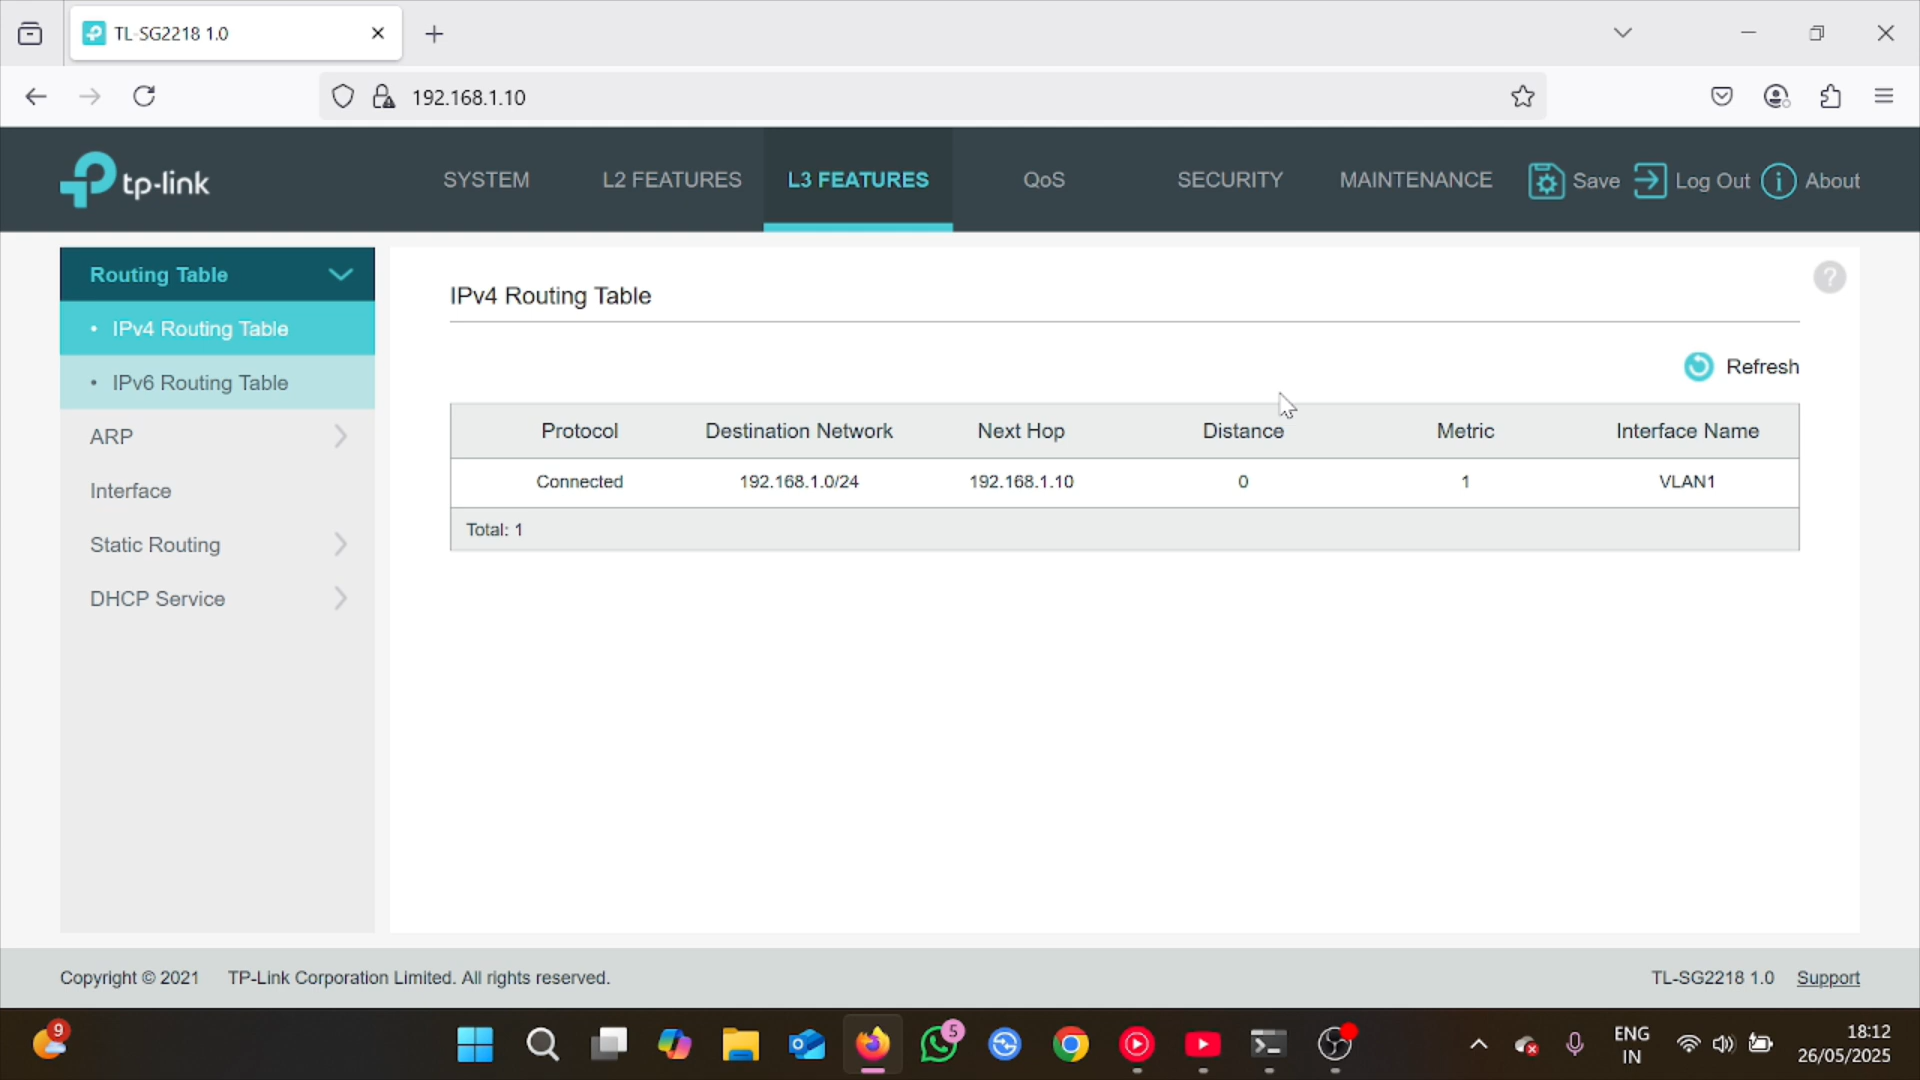 TL-SG2218 1.0
192.168.1.10
tp-link
SYSTEM
L2 FEATURES
L3 FEATURES
QoS
SECURITY
MAINTENANCE
Save
Log Out
About
Routing Table
• IPv4 Routing Table
• IPv6 Routing Table
ARP
Interface
Static Routing
DHCP Service
IPv4 Routing Table
?
Refresh
Protocol Destination Network Next Hop Distance Metric Interface Name
Connected 192.168.1.0/24 192.168.1.10 0 1 VLAN1
Total: 1
Copyright © 2021 TP-Link Corporation Limited. All rights reserved.
TL-SG2218 1.0 Support
9
5
ENG
IN
18:12
26/05/2025